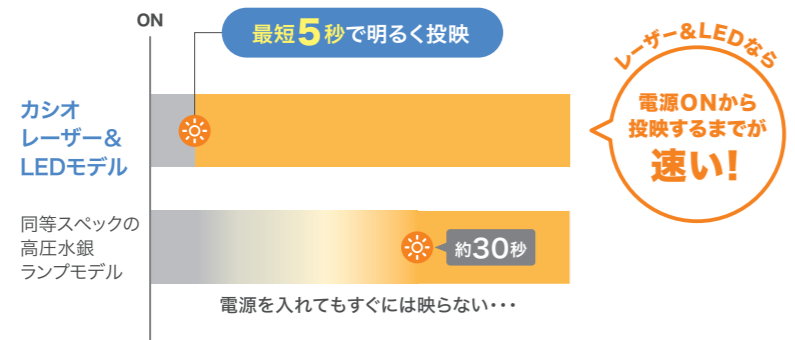 ON
最短5秒で明るく投映
レーザー&LEDなら
電源ONから
投映するまでが
速い!
カシオ
レーザー&
LEDモデル
同等スペックの
高圧水銀
ランプモデル
約30秒
電源を入れてもすぐには映らない・・・